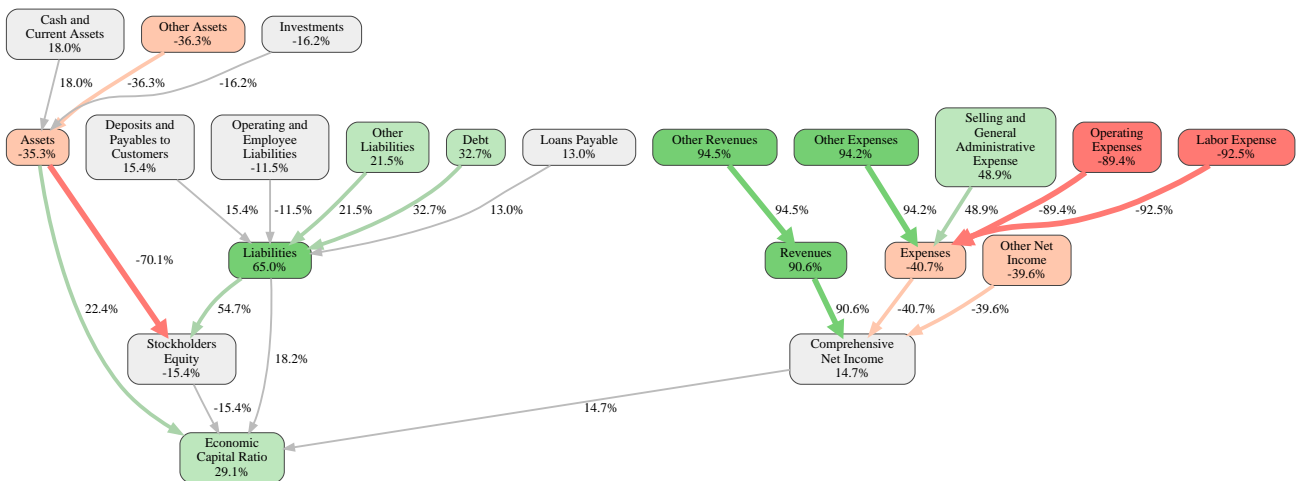 Cash and
Current Assets
18.0%
Other Assets
-36.3%
Investments
-16.2%
18.0%
-36.3%
-16.2%
Assets
-35.3%
Deposits and
Payables to
Customers
15.4%
Operating and
Employee
Liabilities
-11.5%
Other
Liabilities
21.5%
Debt
32.7%
Loans Payable
13.0%
Other Revenues
94.5%
Other Expenses
94.2%
Selling and
General
Administrative
Expense
48.9%
Operating
Expenses
-89.4%
Labor Expense
-92.5%
15.4%
-11.5%
21.5%
32.7%
13.0%
94.5%
94.2%
48.9%
-89.4%
-92.5%
-70.1%
Liabilities
65.0%
Revenues
90.6%
Expenses
-40.7%
Other Net
Income
-39.6%
22.4%
54.7%
90.6%
-40.7%
-39.6%
Stockholders
Equity
-15.4%
18.2%
Comprehensive
Net Income
14.7%
-15.4%
14.7%
Economic
Capital Ratio
29.1%